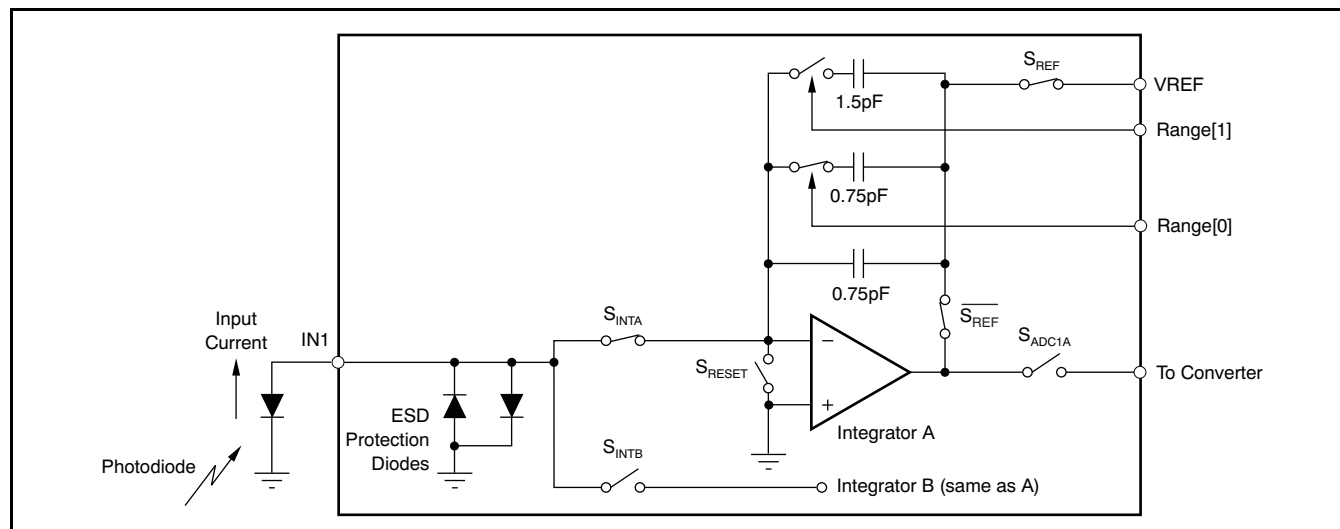 S_REF
VREF
1.5pF
Range[1]
0.75pF
Range[0]
0.75pF
S_REF
Input
Current
IN1
S_INTA
S_RESET
−
+
S_ADC1A
To Converter
ESD
Protection
Diodes
Integrator A
Photodiode
S_INTB
Integrator B (same as A)